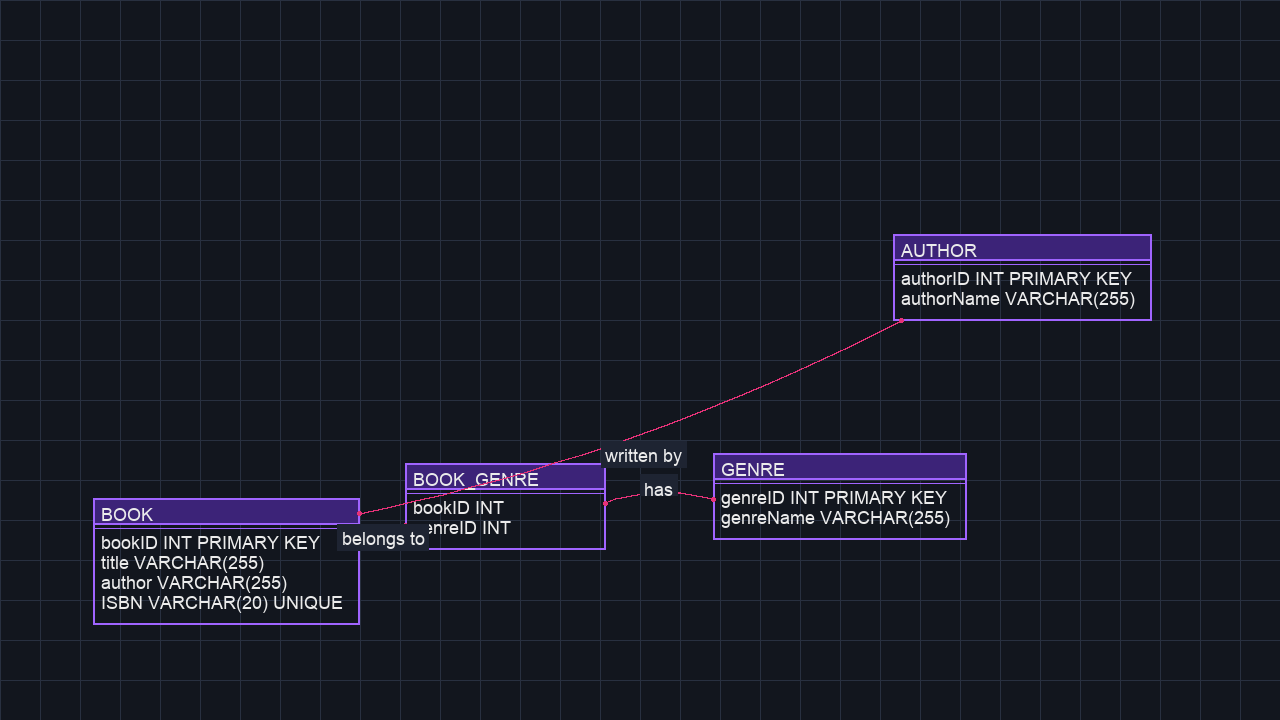 AUTHOR
authorID INT PRIMARY KEY
authorName VARCHAR(255)
written by
has
GENRE
genreID INT PRIMARY KEY
genreName VARCHAR(255)
BOOK_GENRE
bookID INT
enreID INT
belongs to
BOOK
bookID INT PRIMARY KEY
title VARCHAR(255)
author VARCHAR(255)
ISBN VARCHAR(20) UNIQUE